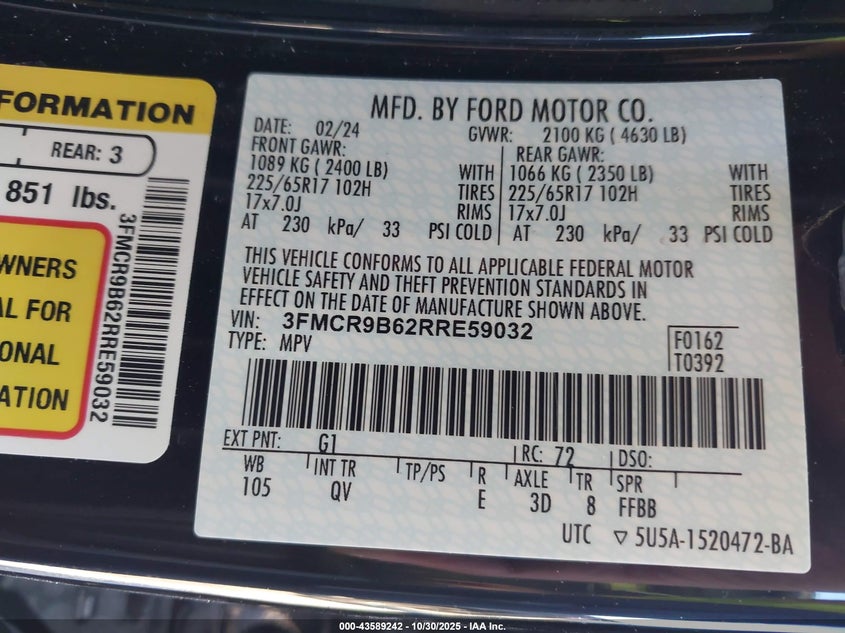 FORMATION
REAR: 3
851 lbs.
3FMCR9B62RRE59032
WNERS
AL FOR
ONAL
ATION
MFD. BY FORD MOTOR CO.
DATE: 02/24 GVWR: 2100 KG ( 4630 LB)
FRONT GAWR: REAR GAWR:
1089 KG ( 2400 LB) WITH 1066 KG ( 2350 LB) WITH
225/65R17 102H TIRES 225/65R17 102H TIRES
17x7.0J RIMS 17x7.0J RIMS
AT 230 kPa/ 33 PSI COLD AT 230 kPa/ 33 PSI COLD
THIS VEHICLE CONFORMS TO ALL APPLICABLE FEDERAL MOTOR
VEHICLE SAFETY AND THEFT PREVENTION STANDARDS IN
EFFECT ON THE DATE OF MANUFACTURE SHOWN ABOVE.
VIN: 3FMCR9B62RRE59032 F0162
TYPE: MPV T0392
EXT PNT: G1 RC: 72 DSO:
WB INT TR TP/PS R AXLE TR SPR
105 QV E 3D 8 FFBB
UTC ▽ 5U5A-1520472-BA
000-43589242 - 10/30/2025 - IAA Inc.